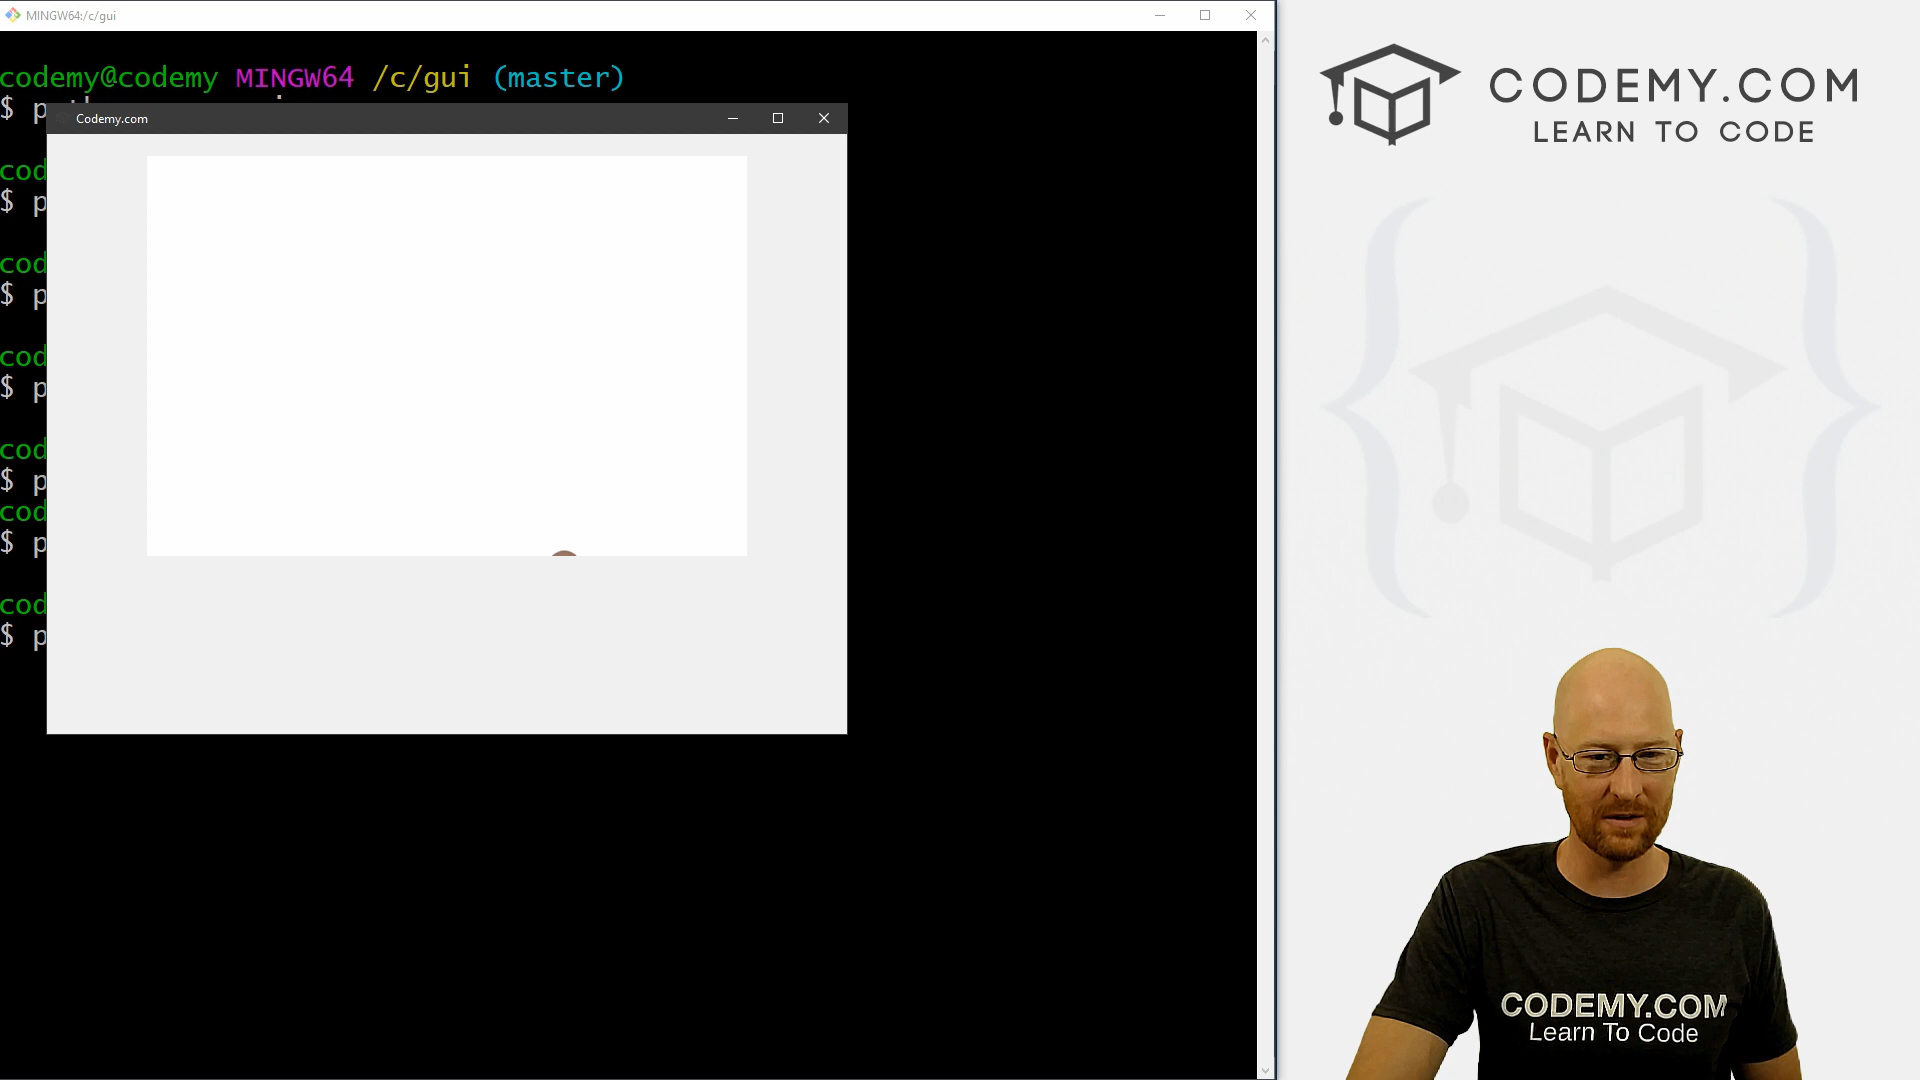 MINGW64:/c/gui
codemy@codemy MINGW64 /c/gui (master)
$ p
Codemy.com
cod
$ p
cod
$ p
cod
$ p
cod
$ p
cod
$ p
cod
$ p
CODEMY.COM
LEARN TO CODE
CODEMY.COM
Learn To Code